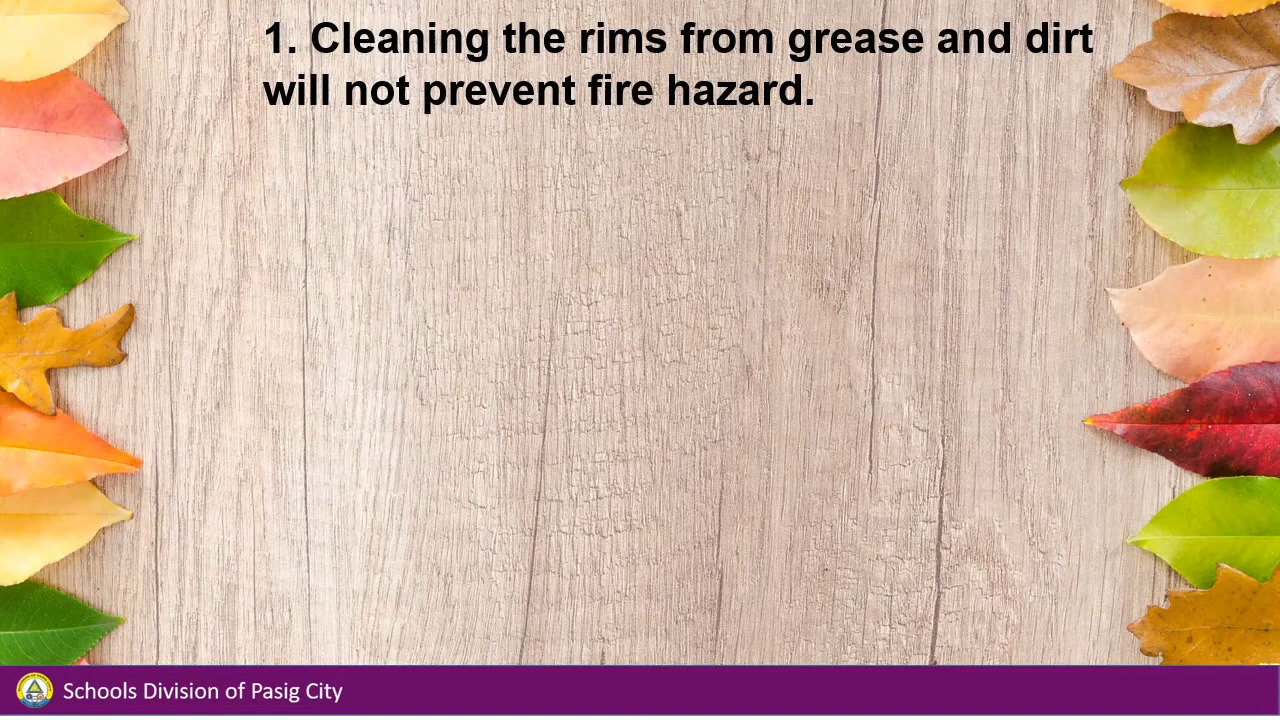 1. Cleaning the rims from grease and dirt
will not prevent fire hazard.
Schools Division of Pasig City